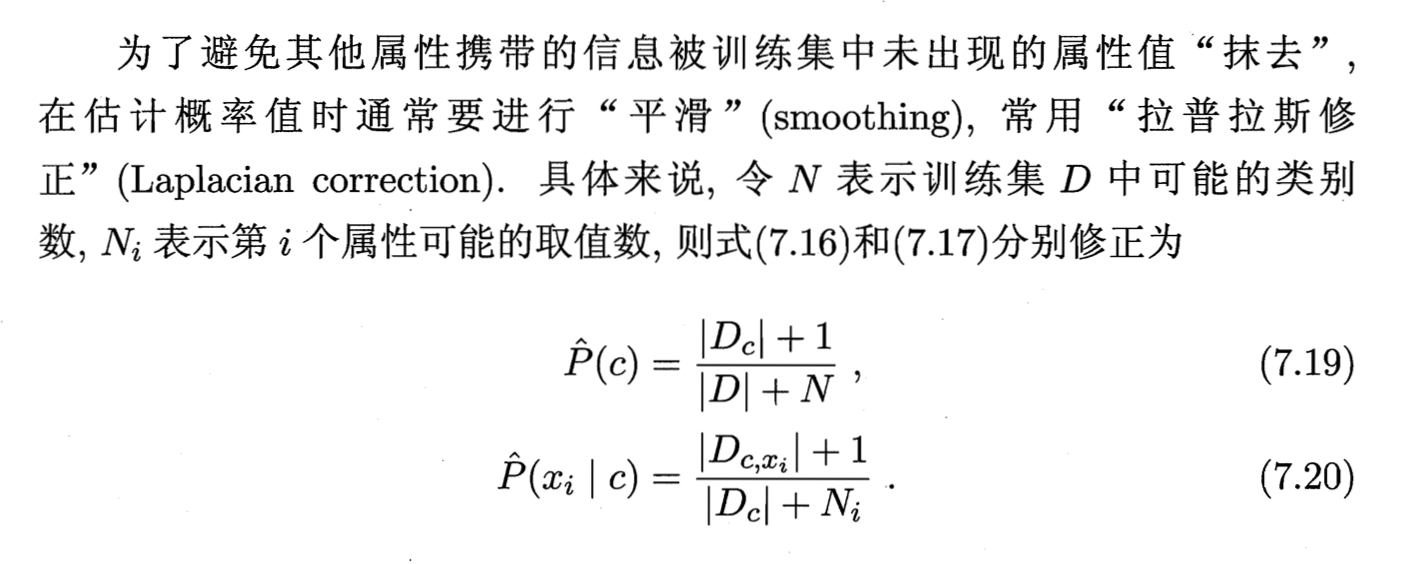 为了避免其他属性携带的信息被训练集中未出现的属性值“抹去”,
在估计概率值时通常要进行“平滑”(smoothing), 常用“拉普拉斯修
正”(Laplacian correction). 具体来说, 令 N 表示训练集 D 中可能的类别
数, N_i 表示第 i 个属性可能的取值数, 则式(7.16)和(7.17)分别修正为
\hat{P}(c) = \frac{|D_c| + 1}{|D| + N} , (7.19)
\hat{P}(x_i | c) = \frac{|D_{c,x_i}| + 1}{|D_c| + N_i} . (7.20)